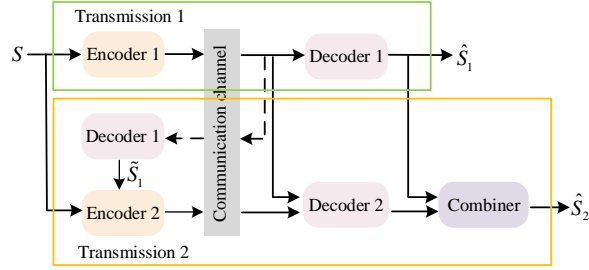 Transmission 1
S
Encoder 1
Communication channel
Decoder 1
Ŝ₁
Decoder 1
S̃₁
Encoder 2
Decoder 2
Combiner
Ŝ₂
Transmission 2